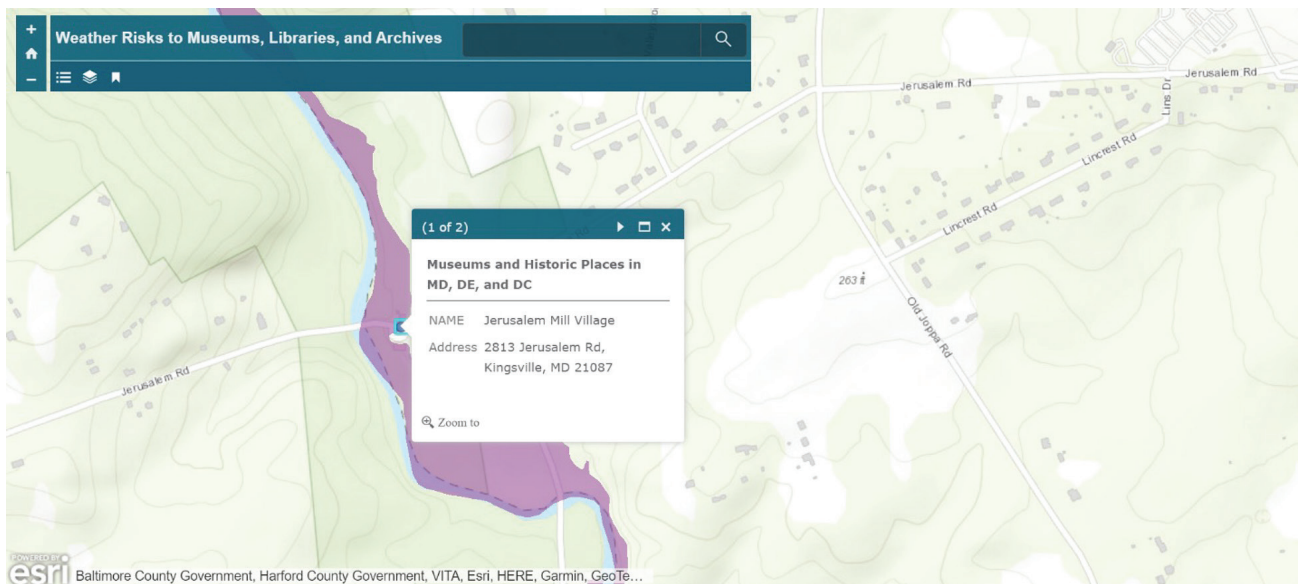 +
Weather Risks to Museums, Libraries, and Archives
−
Jerusalem Rd
Jerusalem Rd
Lins Dr
Lincrest Rd
Lincrest Rd
(1 of 2)
Museums and Historic Places in
MD, DE, and DC
NAME Jerusalem Mill Village
Address 2813 Jerusalem Rd,
Kingsville, MD 21087
Zoom to
263 ft
Old Joppa Rd
Jerusalem Rd
POWERED BY
esri
Baltimore County Government, Harford County Government, VITA, Esri, HERE, Garmin, GeoTe...